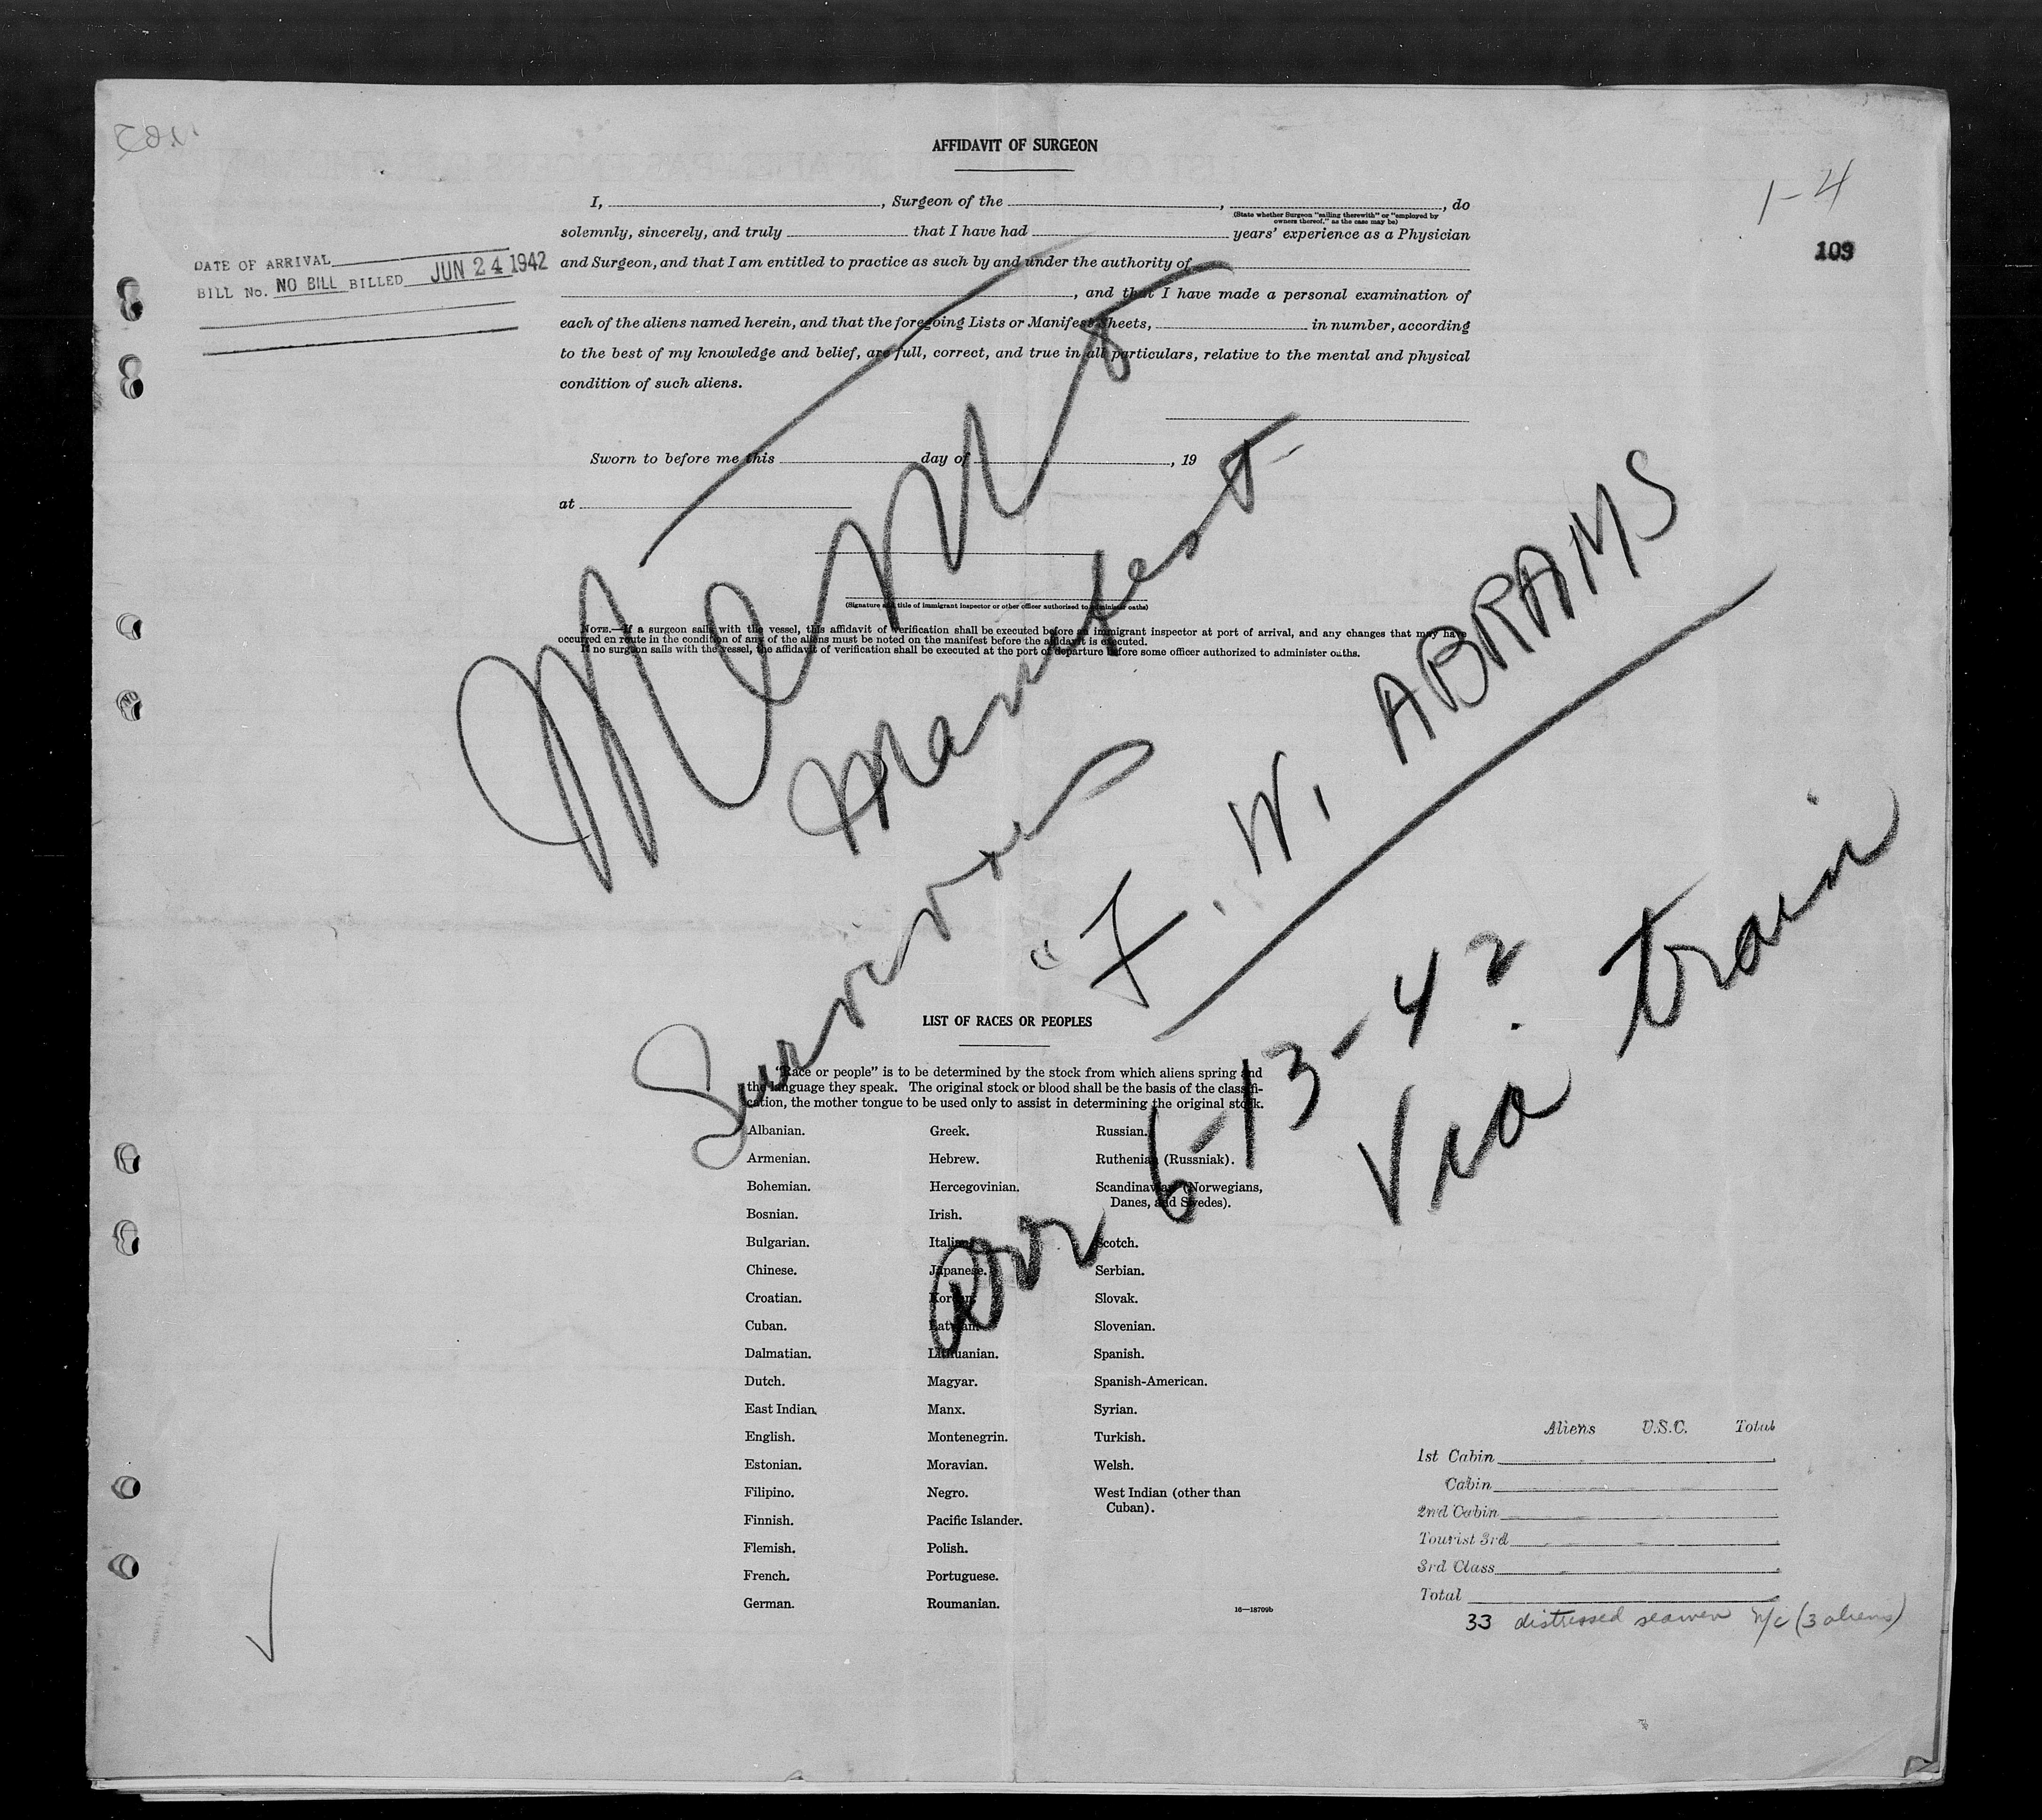 AFFIDAVIT OF SURGEON
1-4
109
I, , Surgeon of the , , do
(State whether Surgeon "sailing therewith" or "employed by
owners thereof," as the case may be)
solemnly, sincerely, and truly that I have had years' experience as a Physician
and Surgeon, and that I am entitled to practice as such by and under the authority of
, and that I have made a personal examination of
each of the aliens named herein, and that the foregoing Lists or Manifest Sheets, in number, according
to the best of my knowledge and belief, are full, correct, and true in all particulars, relative to the mental and physical
condition of such aliens.
DATE OF ARRIVAL
BILL No. NO BILL BILLED JUN 24 1942
Sworn to before me this day of , 19
at
(Signature and title of immigrant inspector or other officer authorized to administer oaths)
NOTE.—If a surgeon sails with the vessel, this affidavit of verification shall be executed before an immigrant inspector at port of arrival, and any changes that may have
occurred en route in the condition of any of the aliens must be noted on the manifest before the affidavit is executed.
If no surgeon sails with the vessel, the affidavit of verification shall be executed at the port of departure before some officer authorized to administer oaths.
Memo
Manifest
Survivors
"F. W. ABRAMS
arr 6-13-42
Via train
LIST OF RACES OR PEOPLES
"Race or people" is to be determined by the stock from which aliens spring and
the language they speak. The original stock or blood shall be the basis of the classifi-
cation, the mother tongue to be used only to assist in determining the original stock.
Albanian.
Armenian.
Bohemian.
Bosnian.
Bulgarian.
Chinese.
Croatian.
Cuban.
Dalmatian.
Dutch.
East Indian.
English.
Estonian.
Filipino.
Finnish.
Flemish.
French.
German.
Greek.
Hebrew.
Hercegovinian.
Irish.
Italian.
Japanese.
Korean.
Latvian.
Lithuanian.
Magyar.
Manx.
Montenegrin.
Moravian.
Negro.
Pacific Islander.
Polish.
Portuguese.
Roumanian.
Russian.
Ruthenian (Russniak).
Scandinavian (Norwegians,
Danes, and Swedes).
Scotch.
Serbian.
Slovak.
Slovenian.
Spanish.
Spanish-American.
Syrian.
Turkish.
Welsh.
West Indian (other than
Cuban).
16—18709b
Aliens U.S.C. Total
1st Cabin
Cabin
2nd Cabin
Tourist 3rd
3rd Class
Total
33 distressed seamen n/c (3 aliens)